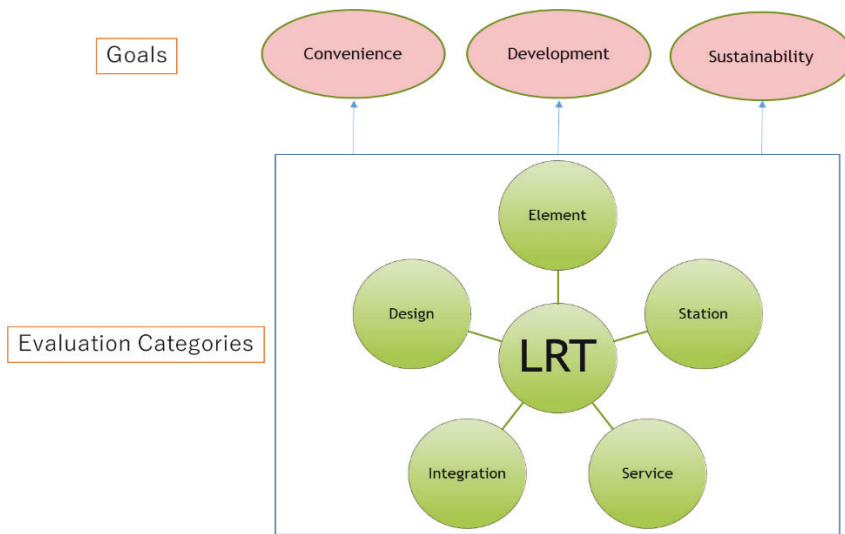 Goals
Convenience
Development
Sustainability
Evaluation Categories
Element
Design
Station
LRT
Integration
Service